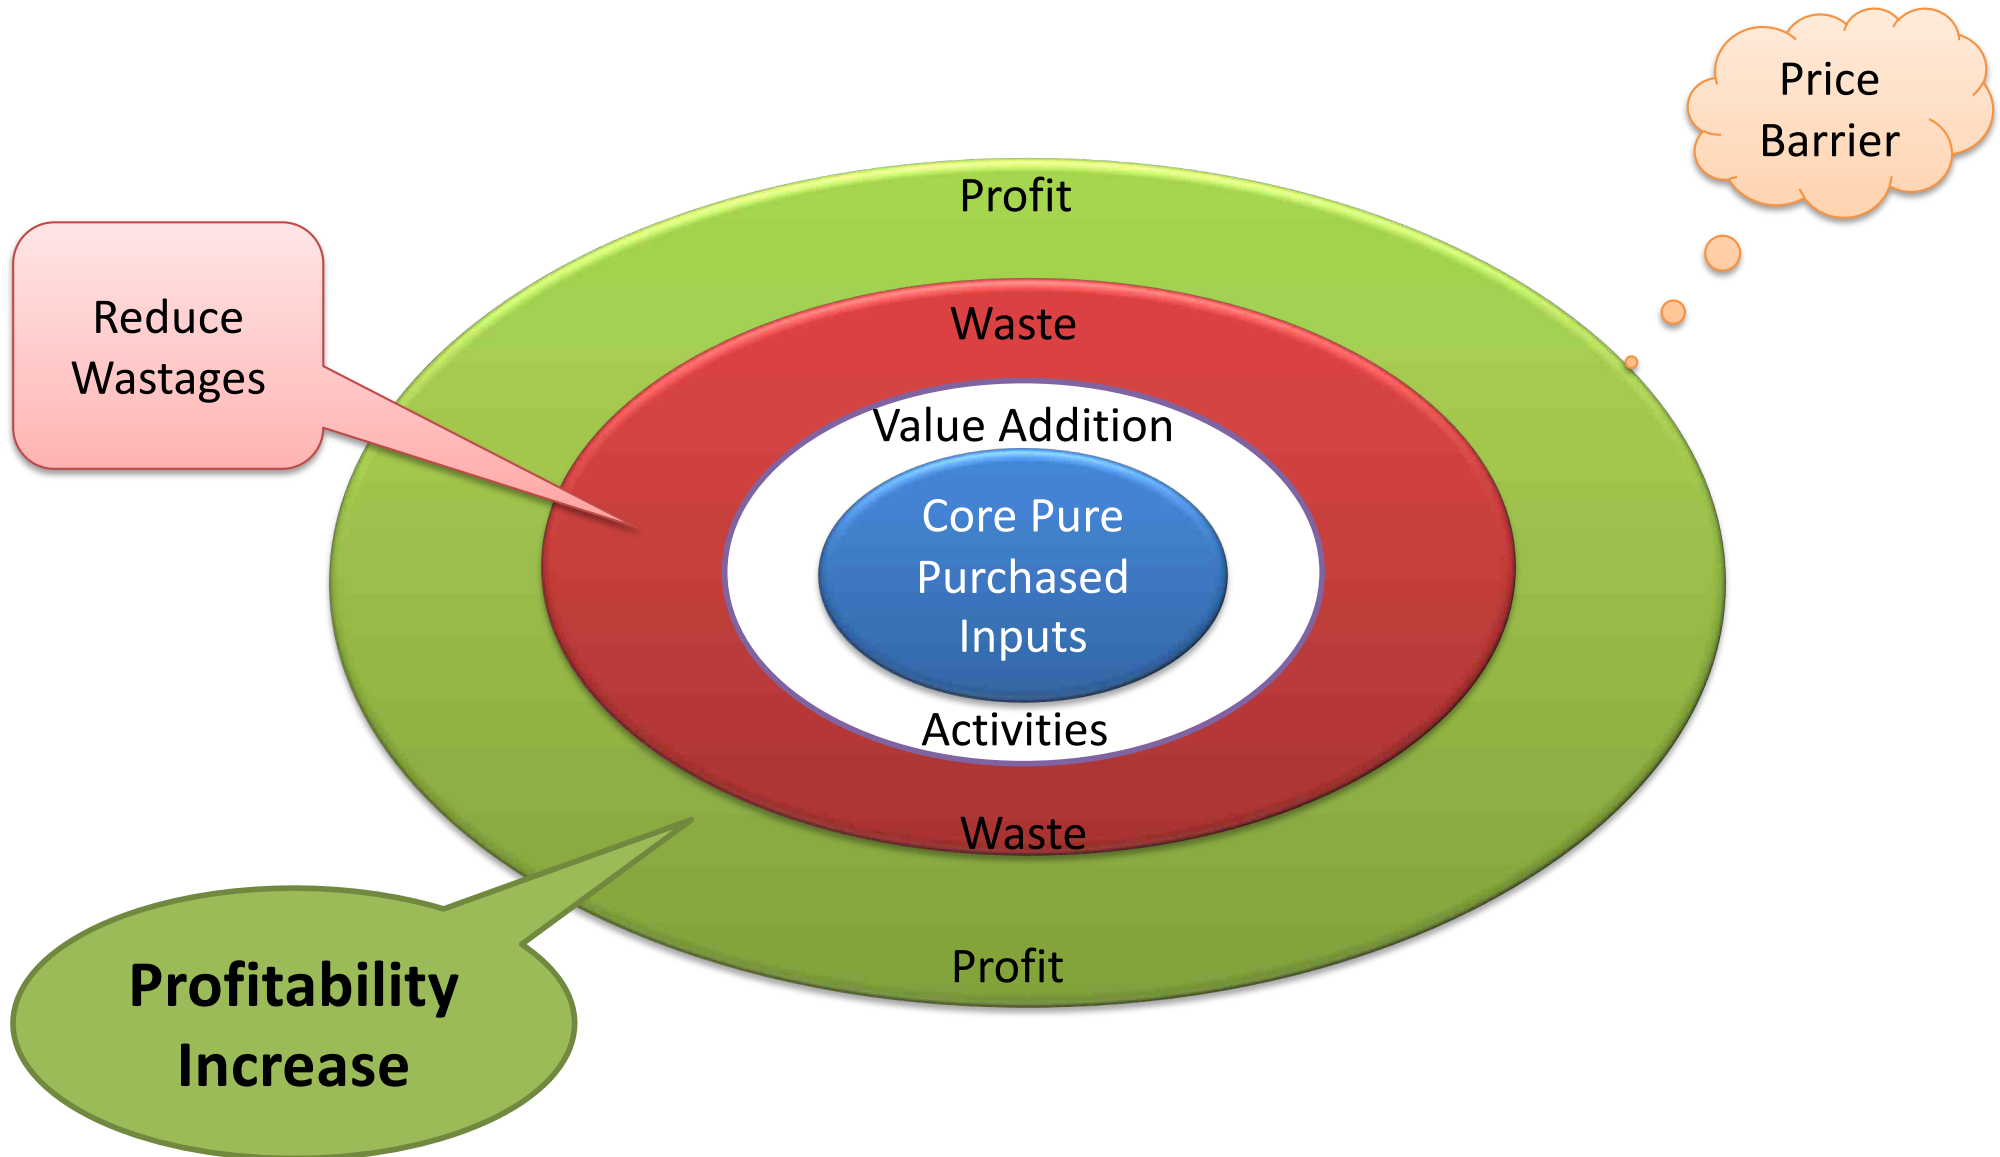 Price
Barrier
Profit
Reduce
Wastages
Waste
Value Addition
Core Pure
Purchased
Inputs
Activities
Waste
Profit
Profitability
Increase